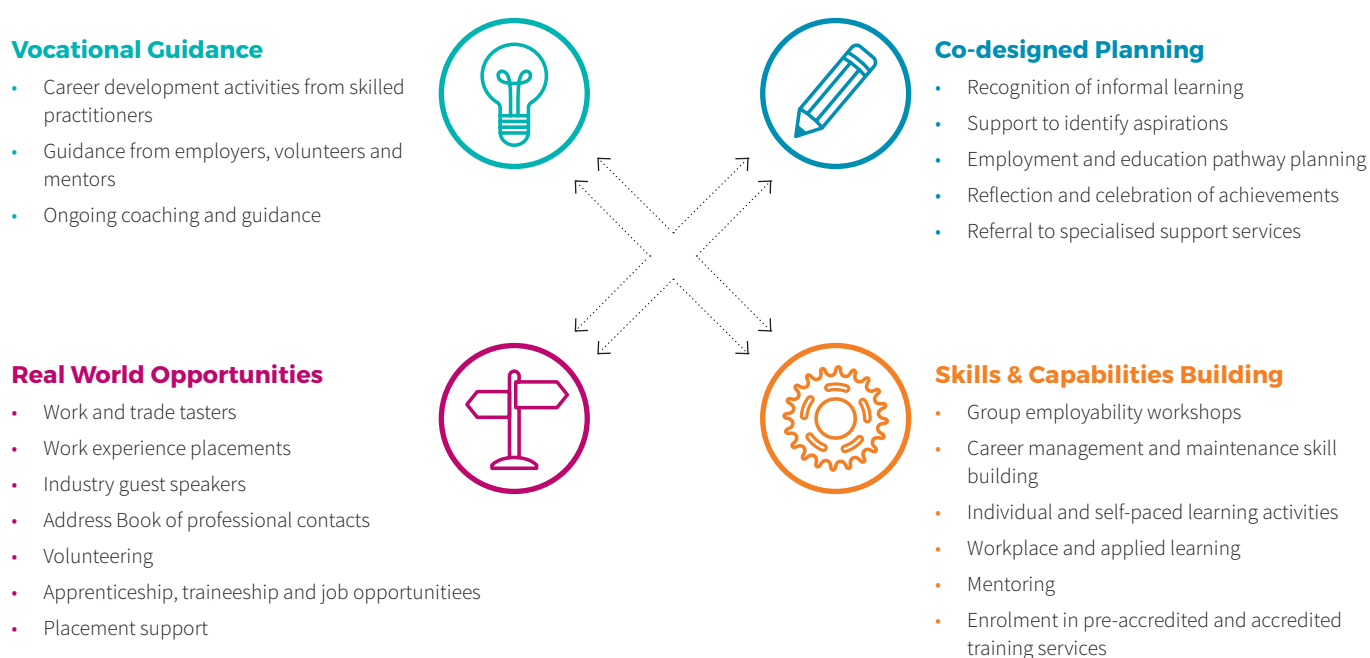 Vocational Guidance
• Career development activities from skilled
practitioners
• Guidance from employers, volunteers and
mentors
• Ongoing coaching and guidance
Co-designed Planning
• Recognition of informal learning
• Support to identify aspirations
• Employment and education pathway planning
• Reflection and celebration of achievements
• Referral to specialised support services
Real World Opportunities
• Work and trade tasters
• Work experience placements
• Industry guest speakers
• Address Book of professional contacts
• Volunteering
• Apprenticeship, traineeship and job opportunitiees
• Placement support
Skills & Capabilities Building
• Group employability workshops
• Career management and maintenance skill
building
• Individual and self-paced learning activities
• Workplace and applied learning
• Mentoring
• Enrolment in pre-accredited and accredited
training services